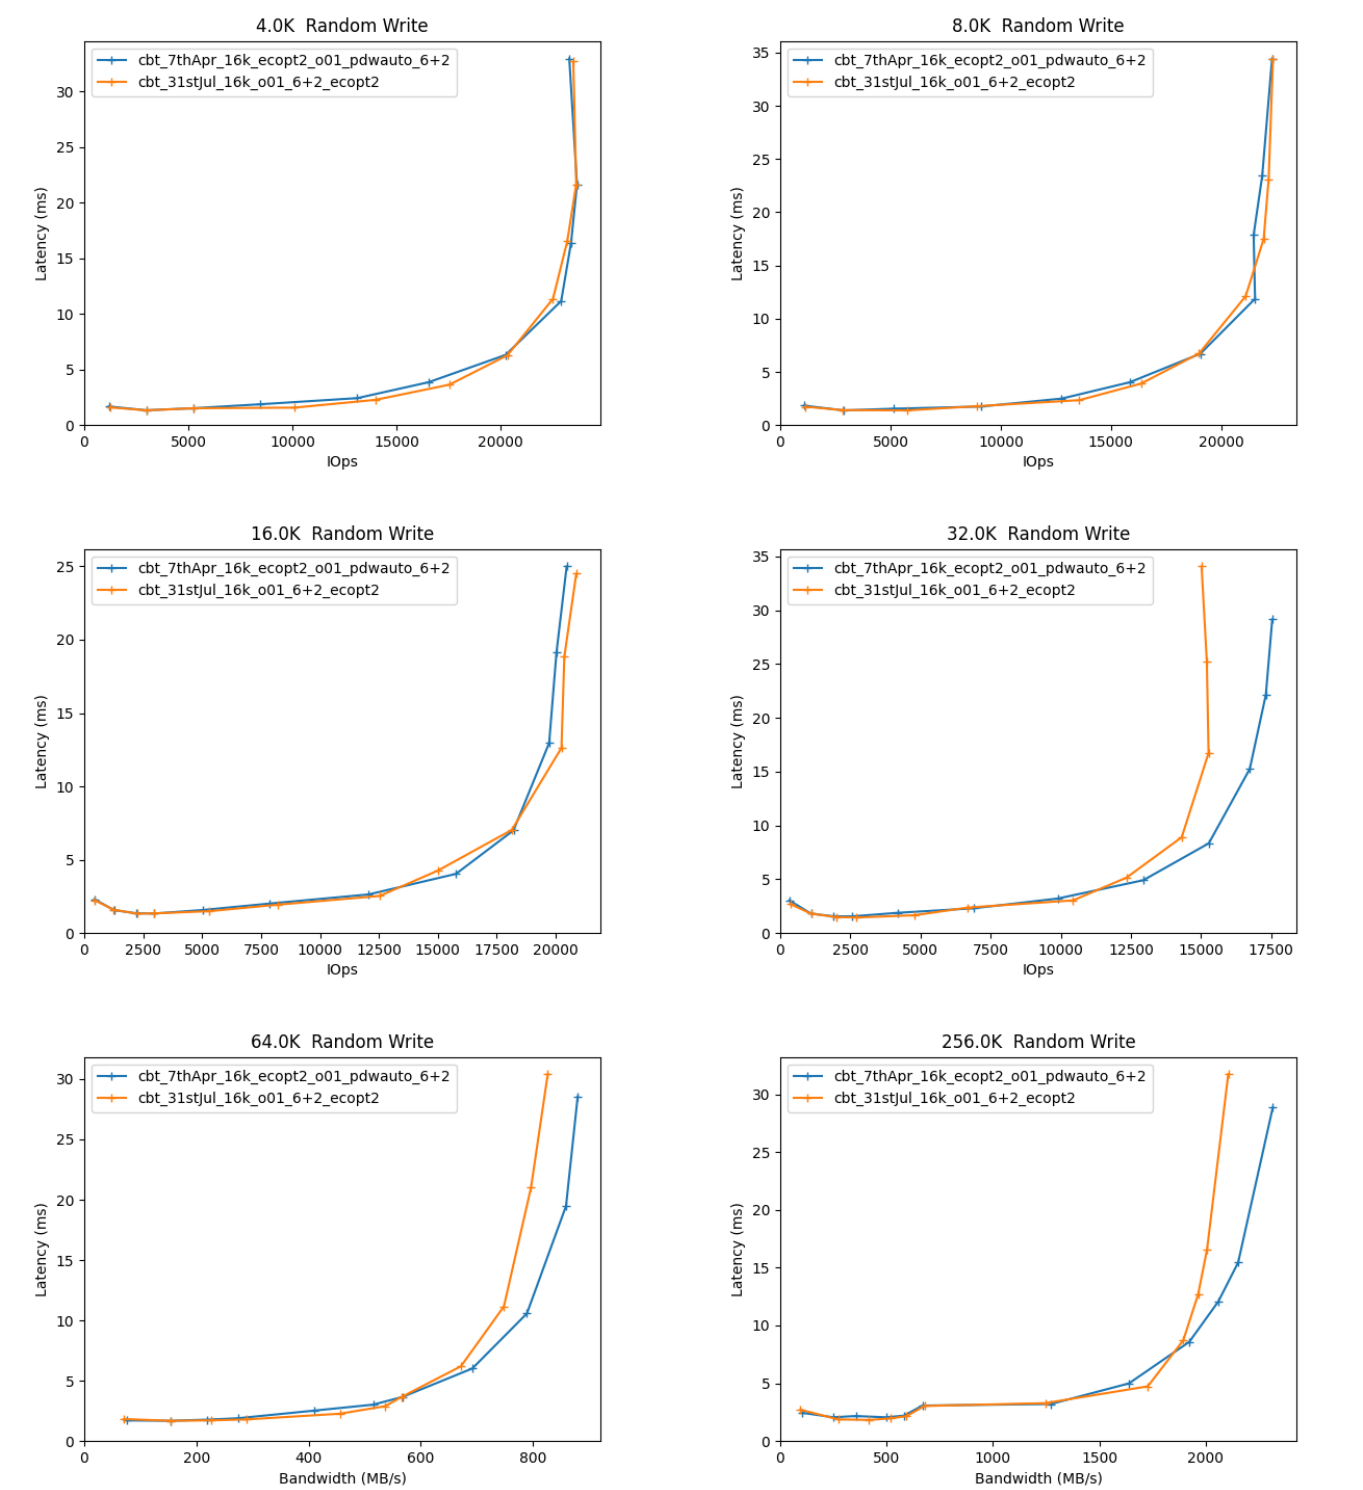 4.0K  Random Write
cbt_7thApr_16k_ecopt2_o01_pdwauto_6+2
cbt_31stJul_16k_o01_6+2_ecopt2
Latency (ms)
30
25
20
15
10
5
0
0 5000 10000 15000 20000
IOps
8.0K  Random Write
cbt_7thApr_16k_ecopt2_o01_pdwauto_6+2
cbt_31stJul_16k_o01_6+2_ecopt2
Latency (ms)
35
30
25
20
15
10
5
0
0 5000 10000 15000 20000
IOps
16.0K  Random Write
cbt_7thApr_16k_ecopt2_o01_pdwauto_6+2
cbt_31stJul_16k_o01_6+2_ecopt2
Latency (ms)
25
20
15
10
5
0
0 2500 5000 7500 10000 12500 15000 17500 20000
IOps
32.0K  Random Write
cbt_7thApr_16k_ecopt2_o01_pdwauto_6+2
cbt_31stJul_16k_o01_6+2_ecopt2
Latency (ms)
35
30
25
20
15
10
5
0
0 2500 5000 7500 10000 12500 15000 17500
IOps
64.0K  Random Write
cbt_7thApr_16k_ecopt2_o01_pdwauto_6+2
cbt_31stJul_16k_o01_6+2_ecopt2
Latency (ms)
30
25
20
15
10
5
0
0 200 400 600 800
Bandwidth (MB/s)
256.0K  Random Write
cbt_7thApr_16k_ecopt2_o01_pdwauto_6+2
cbt_31stJul_16k_o01_6+2_ecopt2
Latency (ms)
30
25
20
15
10
5
0
0 500 1000 1500 2000
Bandwidth (MB/s)